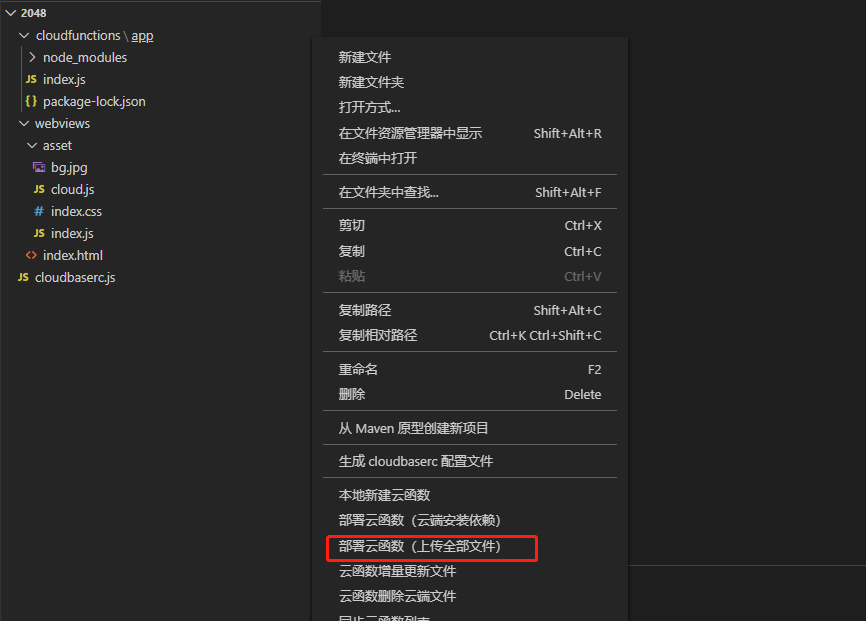 2048
cloudfunctions \ app
node_modules
JS index.js
{} package-lock.json
webviews
asset
bg.jpg
JS cloud.js
# index.css
JS index.js
<> index.html
JS cloudbaserc.js
新建文件
新建文件夹
打开方式...
在文件资源管理器中显示 Shift+Alt+R
在终端中打开
在文件夹中查找... Shift+Alt+F
剪切 Ctrl+X
复制 Ctrl+C
粘贴 Ctrl+V
复制路径 Shift+Alt+C
复制相对路径 Ctrl+K Ctrl+Shift+C
重命名 F2
删除 Delete
从 Maven 原型创建新项目
生成 cloudbaserc 配置文件
本地新建云函数
部署云函数（云端安装依赖）
部署云函数（上传全部文件）
云函数增量更新文件
云函数删除云端文件
同步云函数列表